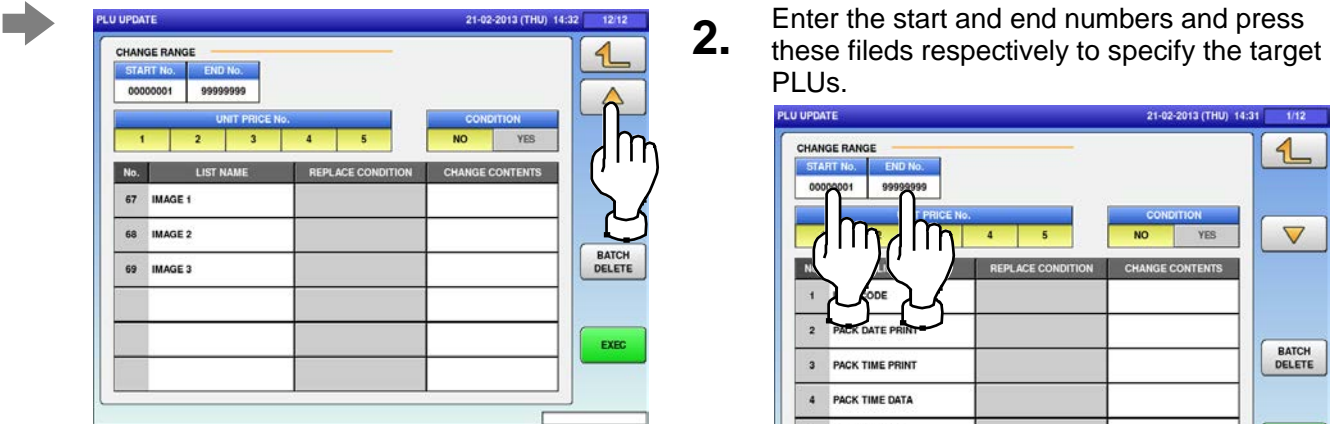 PLU UPDATE 21-02-2013 (THU) 14:32 12/12
CHANGE RANGE
START No. END No.
00000001 99999999
UNIT PRICE No. CONDITION
1 2 3 4 5 NO YES
No. LIST NAME REPLACE CONDITION CHANGE CONTENTS
67 IMAGE 1
68 IMAGE 2
69 IMAGE 3
BATCH
DELETE
EXEC
2. Enter the start and end numbers and press
these fileds respectively to specify the target
PLUs.
PLU UPDATE 21-02-2013 (THU) 14:31 1/12
CHANGE RANGE
START No. END No.
00000001 99999999
PRICE No. CONDITION
4 5 NO YES
REPLACE CONDITION CHANGE CONTENTS
1
2 PACK DATE PRINT
3 PACK TIME PRINT
4 PACK TIME DATA
BATCH
DELETE